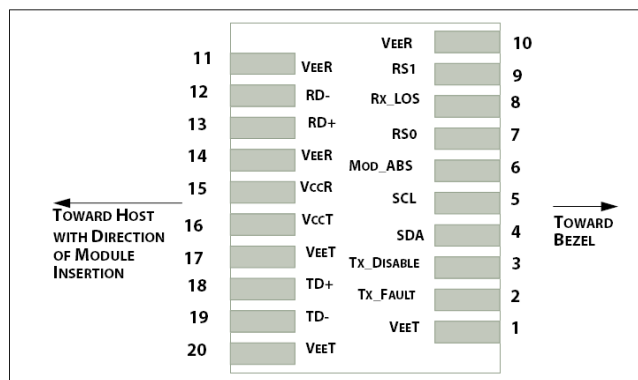 VEER 10
11 VEER
RS1 9
12 RD-
RX_LOS 8
13 RD+
RS0 7
14 VEER
MOD_ABS 6
15 VCCR
SCL 5
16 VCCT
SDA 4
17 VEET
TX_DISABLE 3
18 TD+
TX_FAULT 2
19 TD-
VEET 1
20 VEET
TOWARD HOST
WITH DIRECTION
OF MODULE
INSERTION
TOWARD
BEZEL